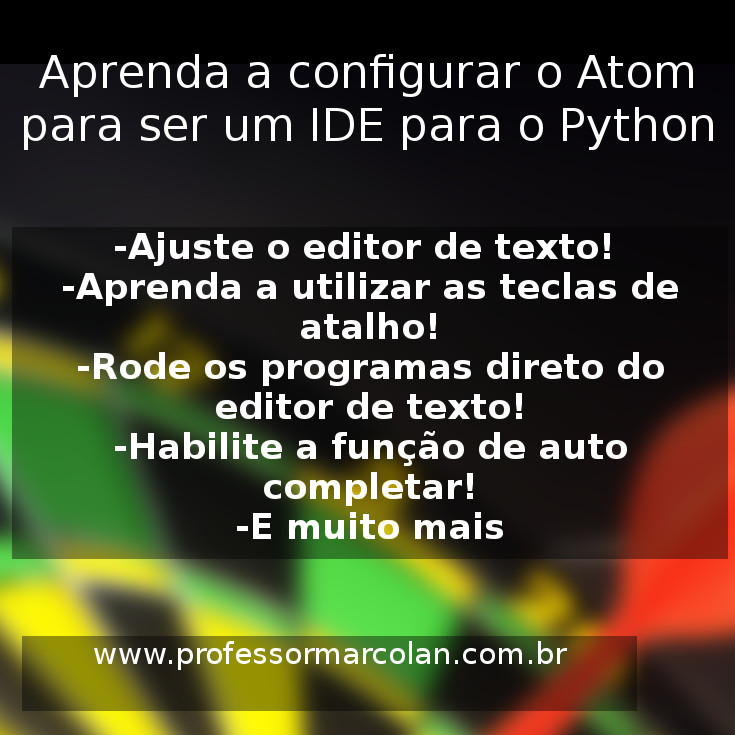 Aprenda a configurar o Atom
para ser um IDE para o Python
-Ajuste o editor de texto!
-Aprenda a utilizar as teclas de
atalho!
-Rode os programas direto do
editor de texto!
-Habilite a função de auto
completar!
-E muito mais
www.professormarcolan.com.br